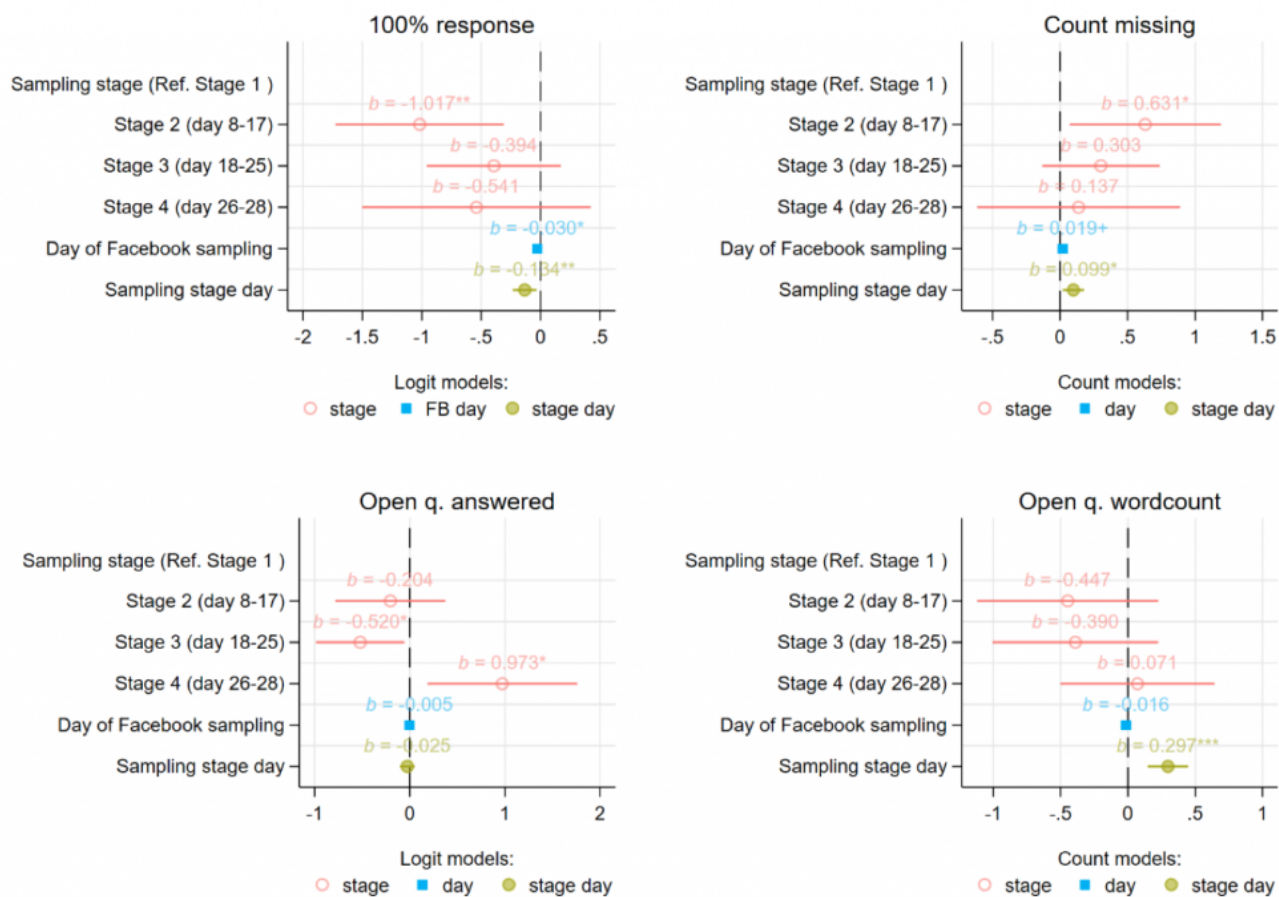 100% response
Sampling stage (Ref. Stage 1 )
b = -1.017**
Stage 2 (day 8-17)
b = -0.394
Stage 3 (day 18-25)
b = -0.541
Stage 4 (day 26-28)
b = -0.030*
Day of Facebook sampling
b = -0.134**
Sampling stage day
-2 -1.5 -1 -.5 0 .5
Logit models:
stage FB day stage day
Count missing
Sampling stage (Ref. Stage 1 )
b = 0.631*
Stage 2 (day 8-17)
b = 0.303
Stage 3 (day 18-25)
b = 0.137
Stage 4 (day 26-28)
b = 0.019+
Day of Facebook sampling
b = 0.099*
Sampling stage day
-.5 0 .5 1 1.5
Count models:
stage day stage day
Open q. answered
Sampling stage (Ref. Stage 1 )
b = -0.204
Stage 2 (day 8-17)
b = -0.520*
Stage 3 (day 18-25)
b = 0.973*
Stage 4 (day 26-28)
b = -0.005
Day of Facebook sampling
b = -0.025
Sampling stage day
-1 0 1 2
Logit models:
stage day stage day
Open q. wordcount
Sampling stage (Ref. Stage 1 )
b = -0.447
Stage 2 (day 8-17)
b = -0.390
Stage 3 (day 18-25)
b = 0.071
Stage 4 (day 26-28)
b = -0.016
Day of Facebook sampling
b = 0.297***
Sampling stage day
-1 -.5 0 .5 1
Count models:
stage day stage day